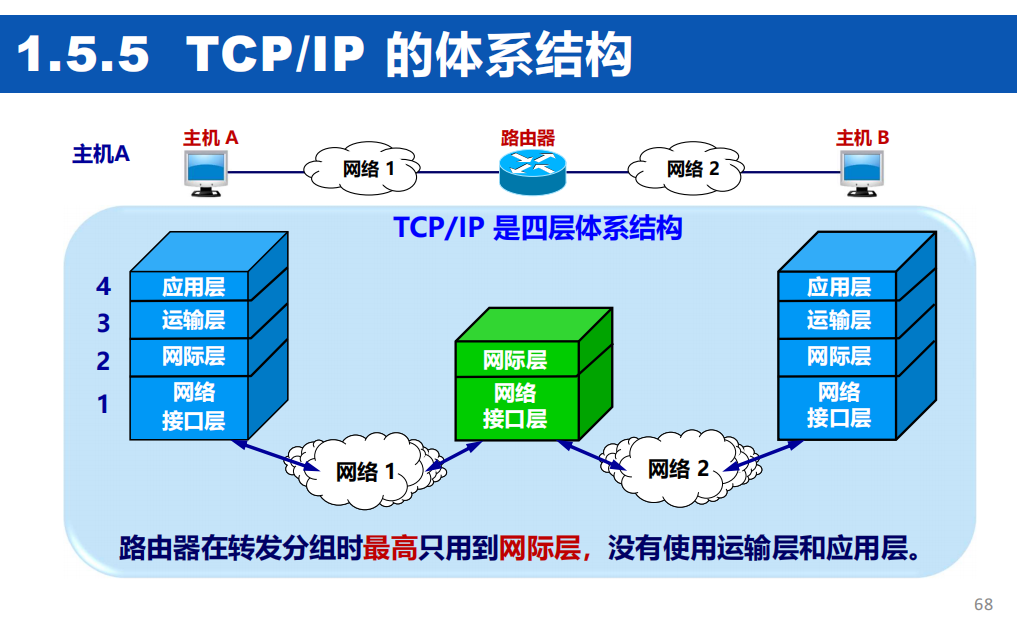 1.5.5 TCP/IP 的体系结构
主机A
主机 A
路由器
主机 B
网络 1
网络 2
TCP/IP 是四层体系结构
4
应用层
3
运输层
2
网际层
1
网络
接口层
网际层
网络
接口层
应用层
运输层
网际层
网络
接口层
网络 1
网络 2
路由器在转发分组时最高只用到网际层，没有使用运输层和应用层。
68